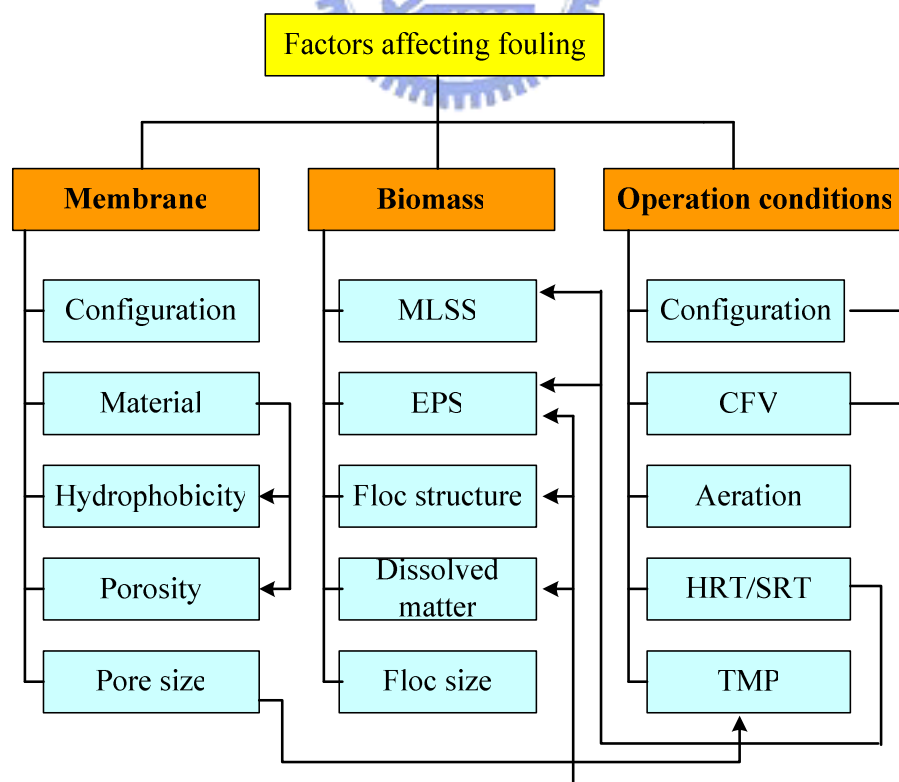 Factors affecting fouling
Membrane
Configuration
Material
Hydrophobicity
Porosity
Pore size
Biomass
MLSS
EPS
Floc structure
Dissolved
matter
Floc size
Operation conditions
Configuration
CFV
Aeration
HRT/SRT
TMP